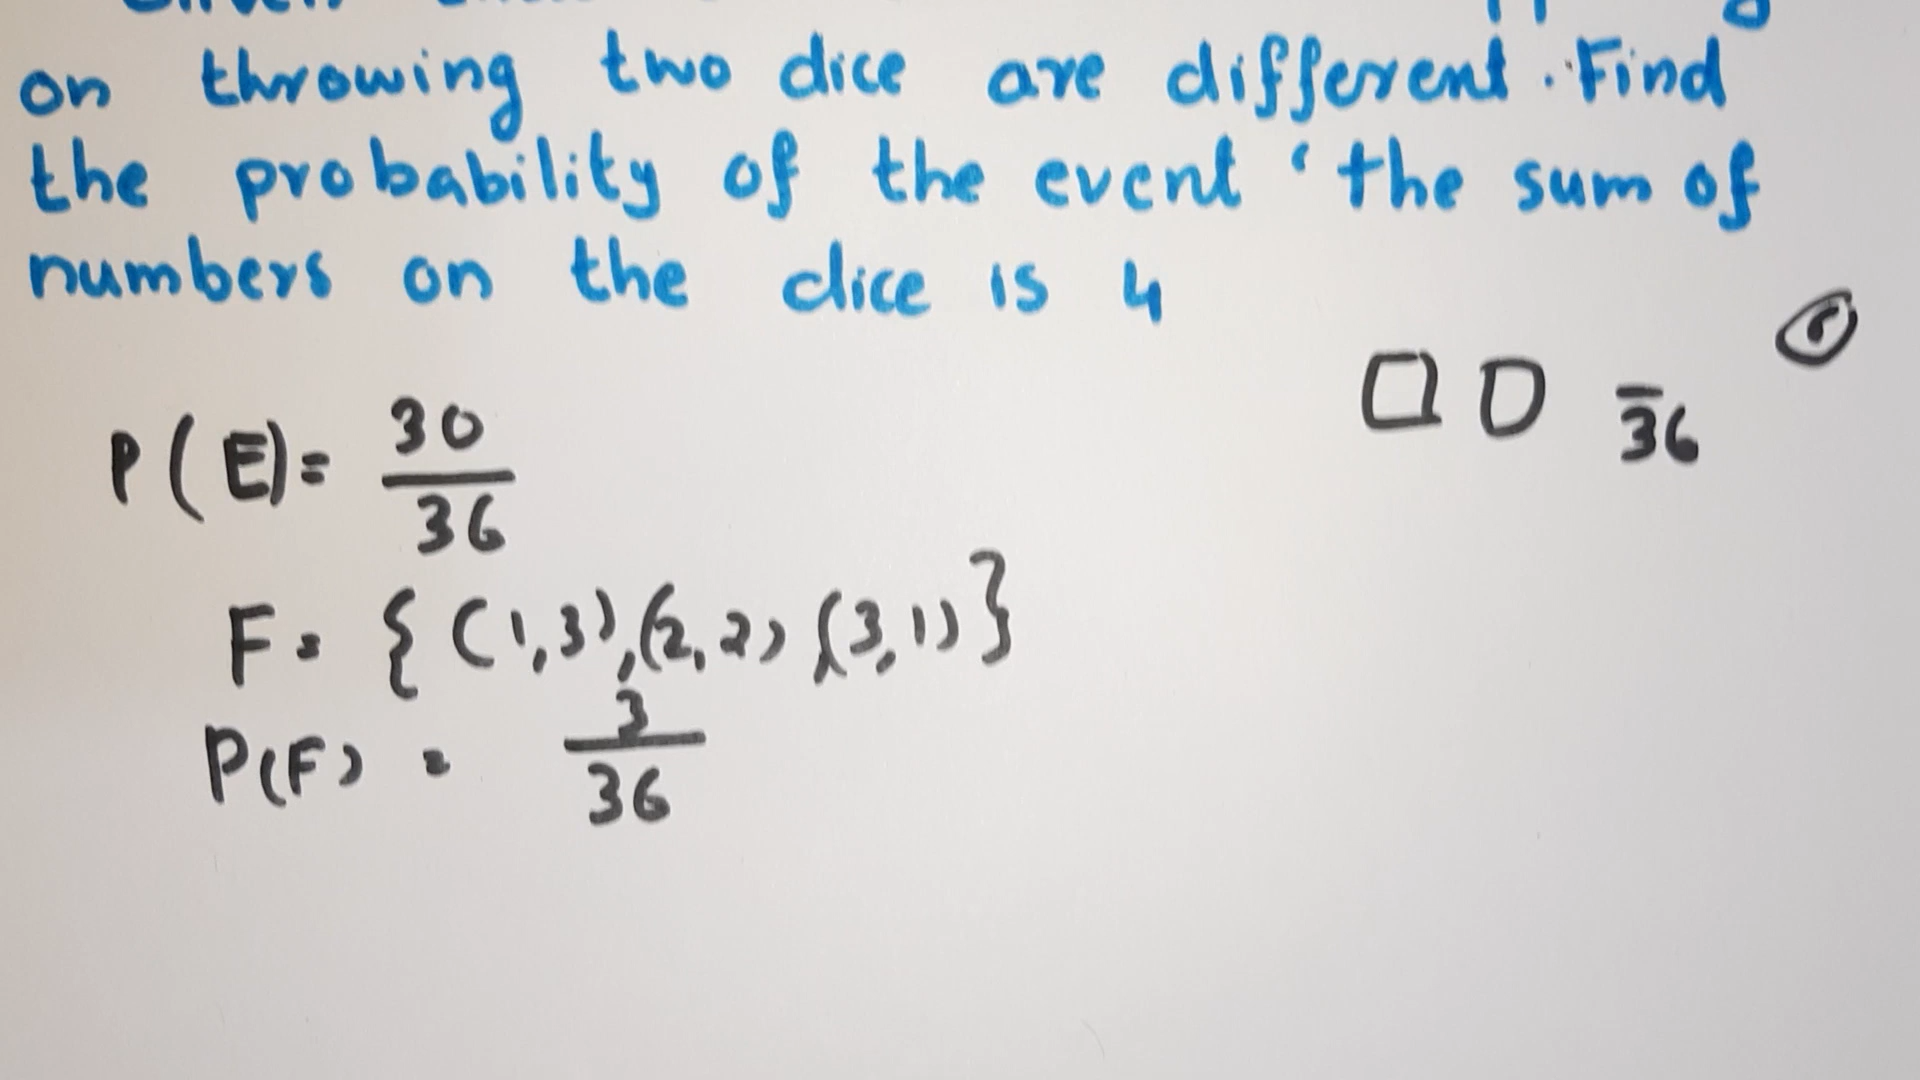 on throwing two dice are different. Find
the probability of the event 'the sum of
numbers on the dice is 4
P(E)= 30/36
36
F= {(1,3),(2,2),(3,1)}
P(F) = 3/36